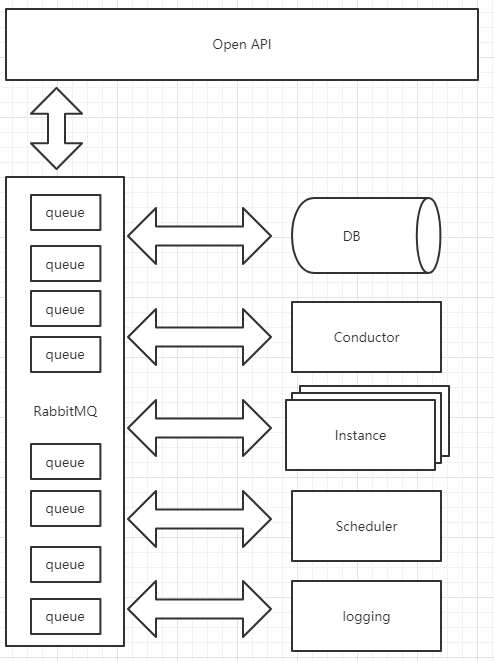 Open API
queue
queue
queue
queue
RabbitMQ
queue
queue
queue
queue
DB
Conductor
Instance
Scheduler
logging